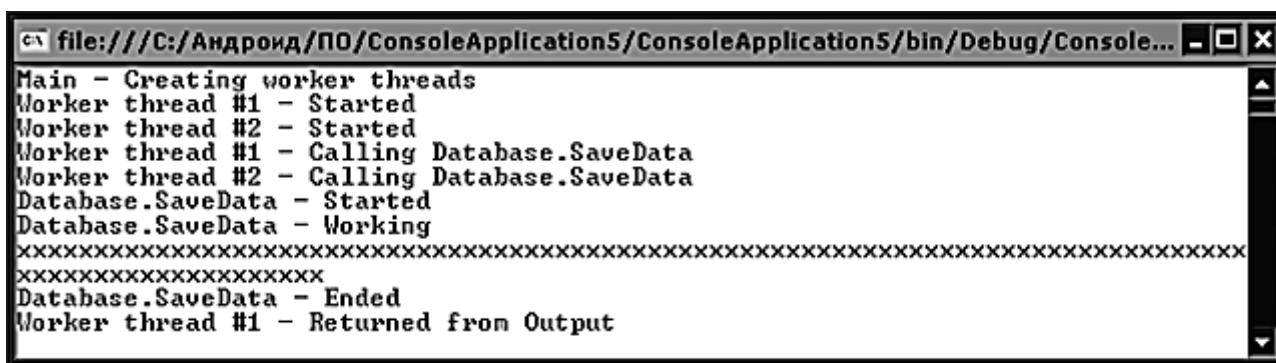 file:///C:/Андроид/ПО/ConsoleApplication5/ConsoleApplication5/bin/Debug/Console...
Main - Creating worker threads
Worker thread #1 - Started
Worker thread #2 - Started
Worker thread #1 - Calling Database.SaveData
Worker thread #2 - Calling Database.SaveData
Database.SaveData - Started
Database.SaveData - Working
xxxxxxxxxxxxxxxxxxxxxxxxxxxxxxxxxxxxxxxxxxxxxxxxxxxxxxxxxxxxxxxxxxxxxxxxxxxxxxxx
xxxxxxxxxxxxxxxxxxxx
Database.SaveData - Ended
Worker thread #1 - Returned from Output